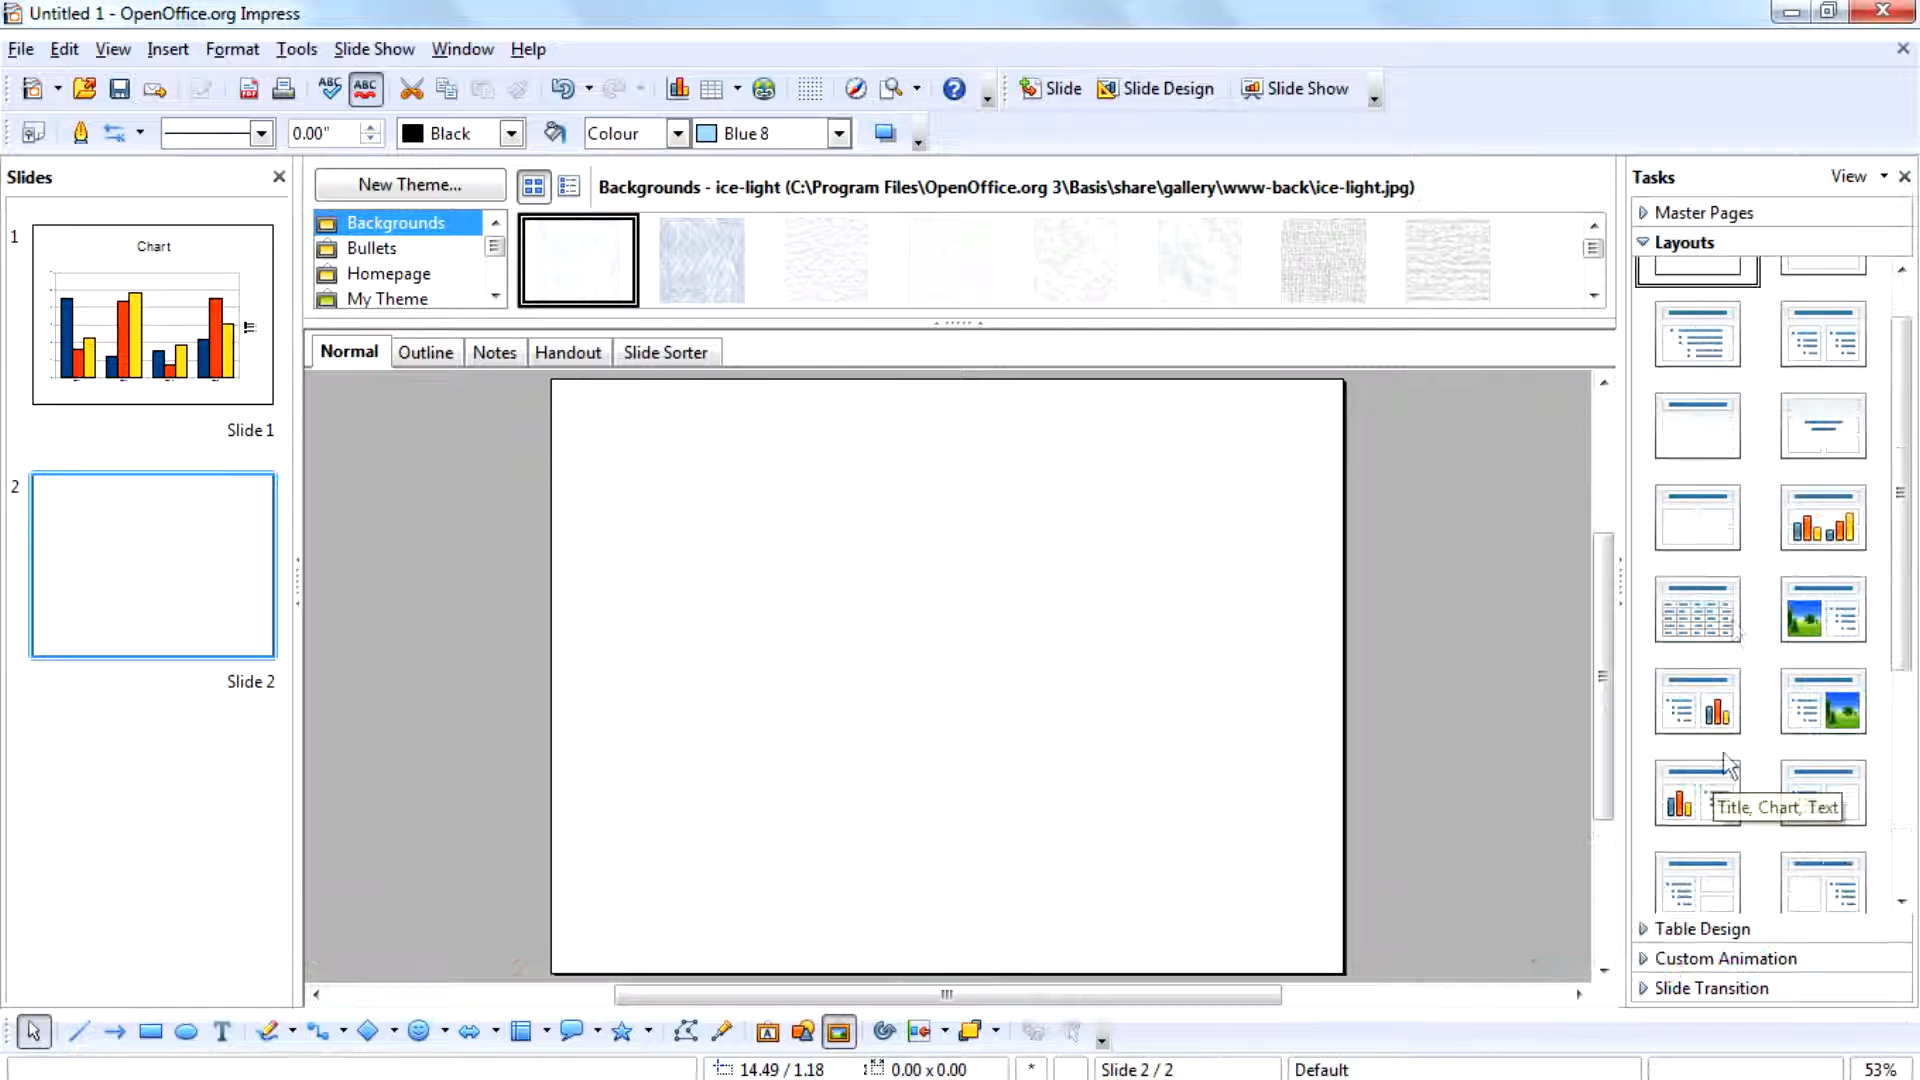 Untitled 1 - OpenOffice.org Impress
File Edit View Insert Format Tools Slide Show Window Help
ABC ABC Slide Slide Design Slide Show
0.00" Black Colour Blue 8
Slides
New Theme... Backgrounds - ice-light (C:\Program Files\OpenOffice.org 3\Basis\share\gallery\www-back\ice-light.jpg)
Backgrounds
Bullets
Homepage
My Theme
Tasks View
Master Pages
Layouts
1
Chart
Slide 1
2
Slide 2
Normal Outline Notes Handout Slide Sorter
Title, Chart, Text
Table Design
Custom Animation
Slide Transition
14.49 / 1.18 0.00 x 0.00 * Slide 2 / 2 Default 53%